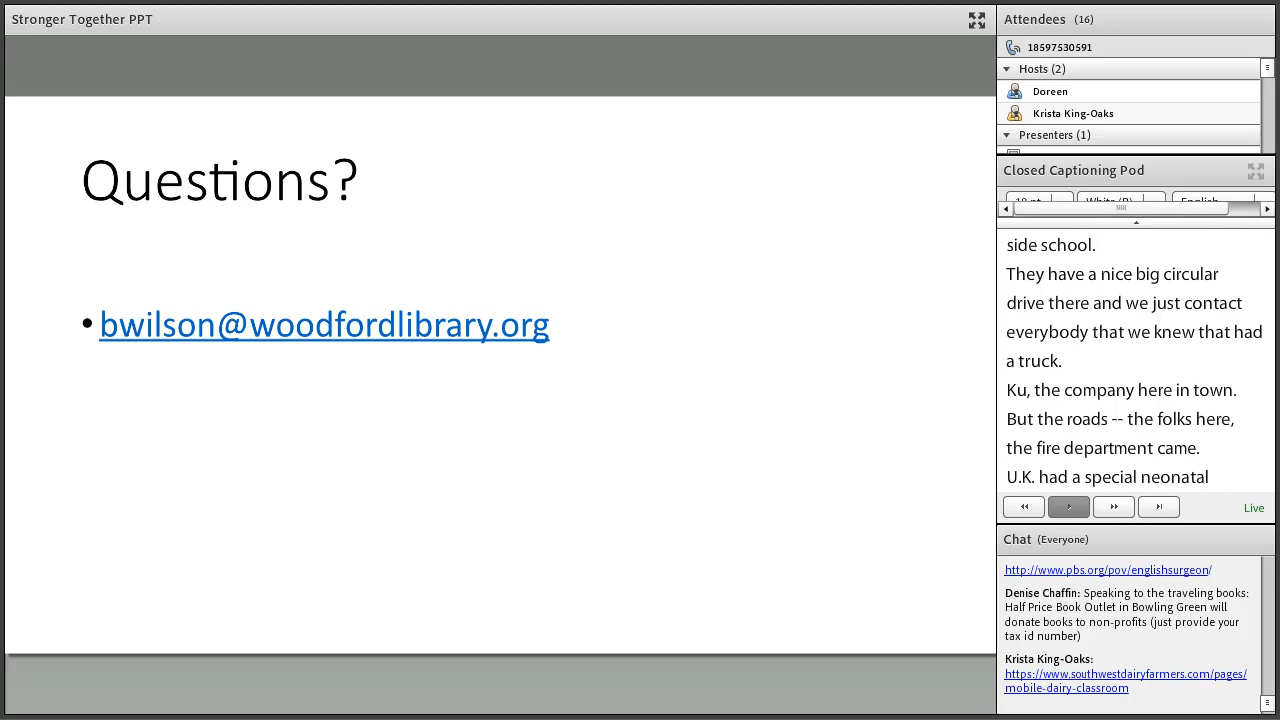 Stronger Together PPT
Questions?
• bwilson@woodfordlibrary.org
Attendees (16)
18597530591
Hosts (2)
Doreen
Krista King-Oaks
Presenters (1)
Closed Captioning Pod
18 pt
White (B)
English
side school.
They have a nice big circular
drive there and we just contact
everybody that we knew that had
a truck.
Ku, the company here in town.
But the roads -- the folks here,
the fire department came.
U.K. had a special neonatal
Live
Chat (Everyone)
http://www.pbs.org/pov/englishsurgeon/
Denise Chaffin: Speaking to the traveling books:
Half Price Book Outlet in Bowling Green will
donate books to non-profits (just provide your
tax id number)
Krista King-Oaks:
https://www.southwestdairyfarmers.com/pages/
mobile-dairy-classroom